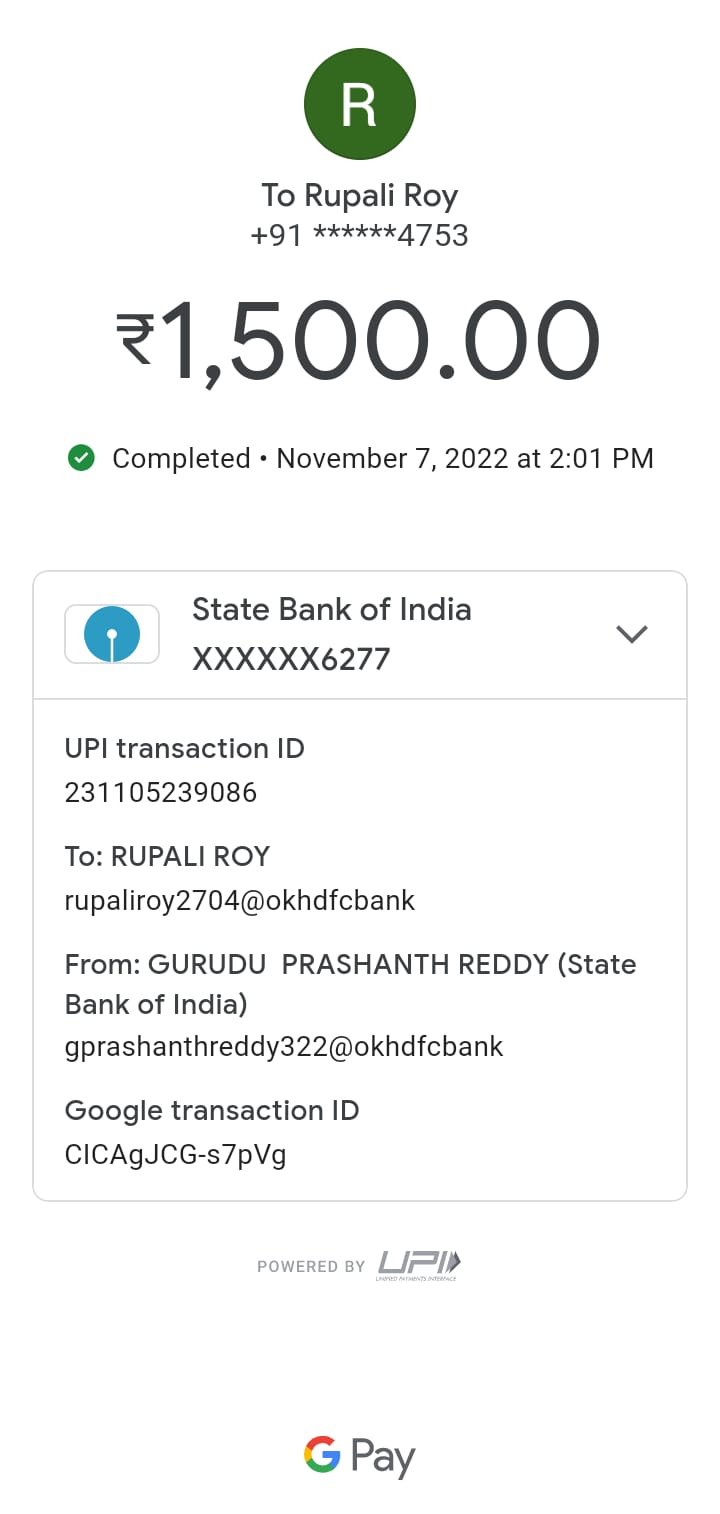 R
To Rupali Roy
+91 ******4753
₹1,500.00
Completed • November 7, 2022 at 2:01 PM
State Bank of India
XXXXXX6277
UPI transaction ID
231105239086
To: RUPALI ROY
rupaliroy2704@okhdfcbank
From: GURUDU  PRASHANTH REDDY (State
Bank of India)
gprashanthreddy322@okhdfcbank
Google transaction ID
CICAgJCG-s7pVg
POWERED BY UPI
UNIFIED PAYMENTS INTERFACE
G Pay